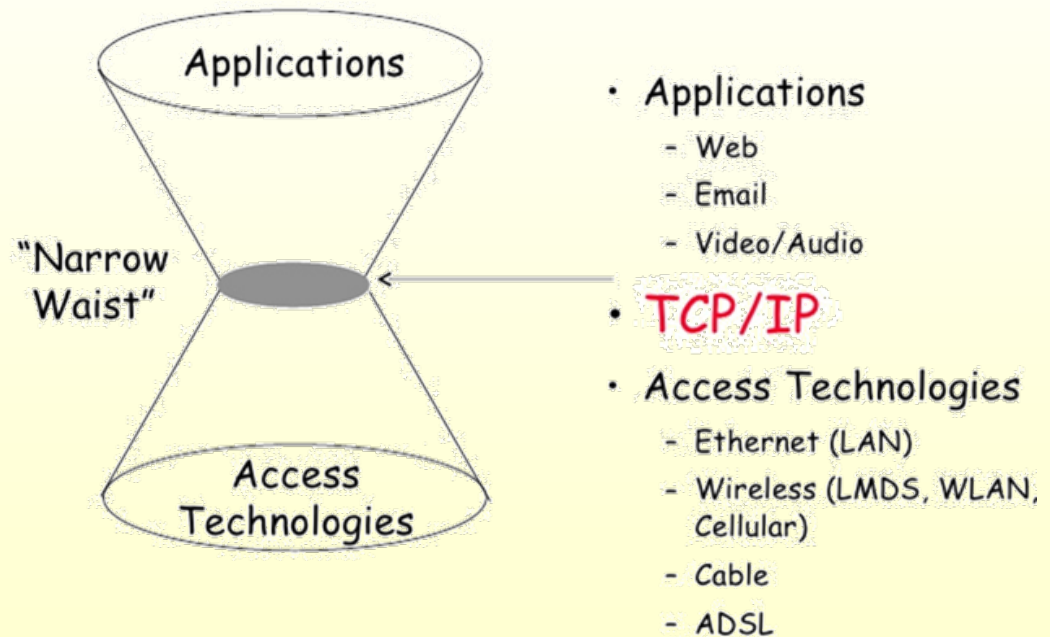 Applications
"Narrow
Waist"
Access
Technologies
• Applications
- Web
- Email
- Video/Audio
• TCP/IP
• Access Technologies
- Ethernet (LAN)
- Wireless (LMDS, WLAN,
Cellular)
- Cable
- ADSL